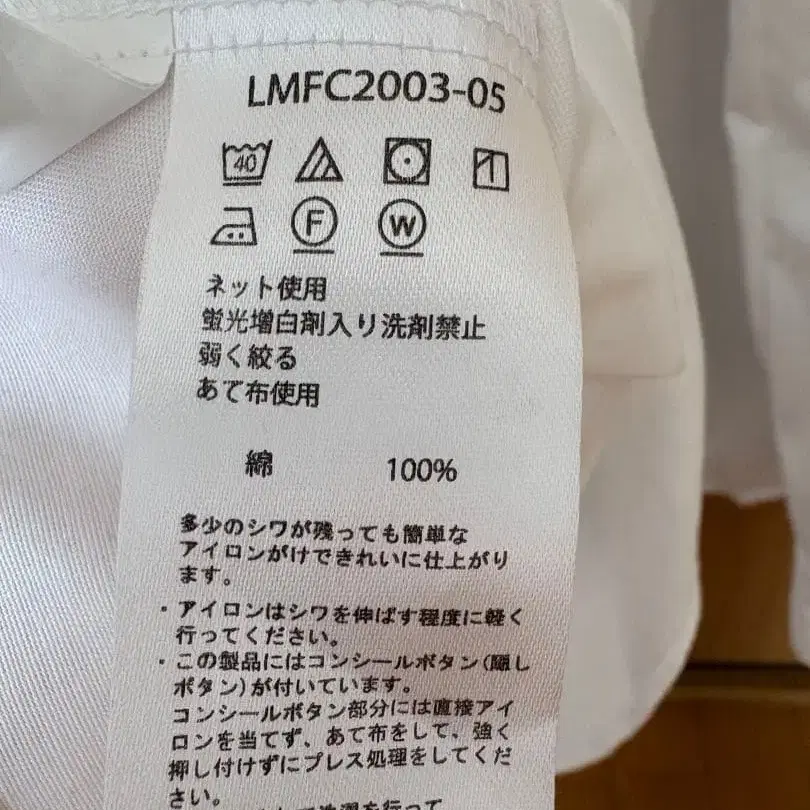 LMFC2003-05
40
F W
ネット使用
蛍光増白剤入り洗剤禁止
弱く絞る
あて布使用
綿 100%
多少のシワが残っても簡単な
アイロンがけできれいに仕上がり
ます。
・アイロンはシワを伸ばす程度に軽く
行ってください。
・この製品にはコンシールボタン(隠し
ボタン)が付いています。
コンシールボタン部分には直接アイ
ロンを当てず、あて布をして、強く
押し付けずにプレス処理をしてくだ
さい。
洗濯を行って